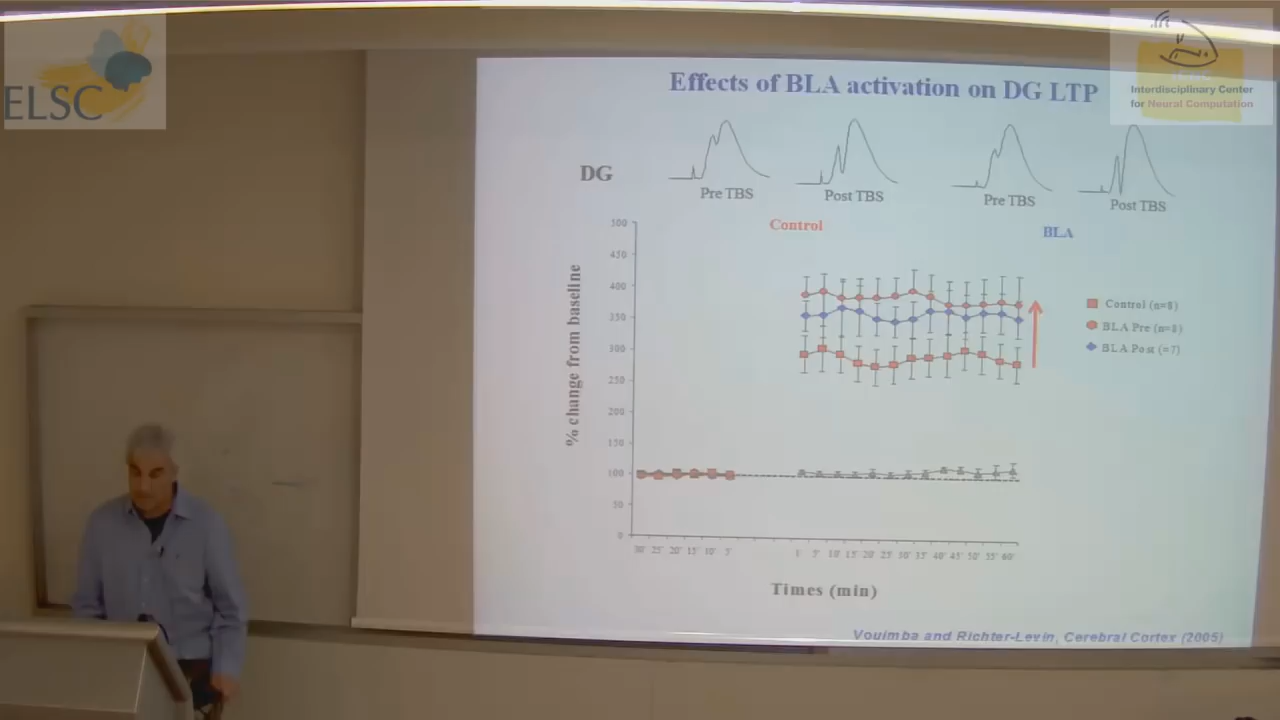 ELSC
Interdisciplinary Center
for Neural Computation
Effects of BLA activation on DG LTP
DG
Pre TBS
Post TBS
Pre TBS
Post TBS
Control
BLA
% change from baseline
450
400
350
300
250
200
150
100
50
0
30' 25' 20' 15' 10' 5'
5' 10' 15' 20' 25' 30' 35' 40' 45' 50' 55' 60'
Times (min)
Control (n=8)
BLA Pre (n=8)
BLA Post (=7)
Vouimba and Richter-Levin, Cerebral Cortex (2005)